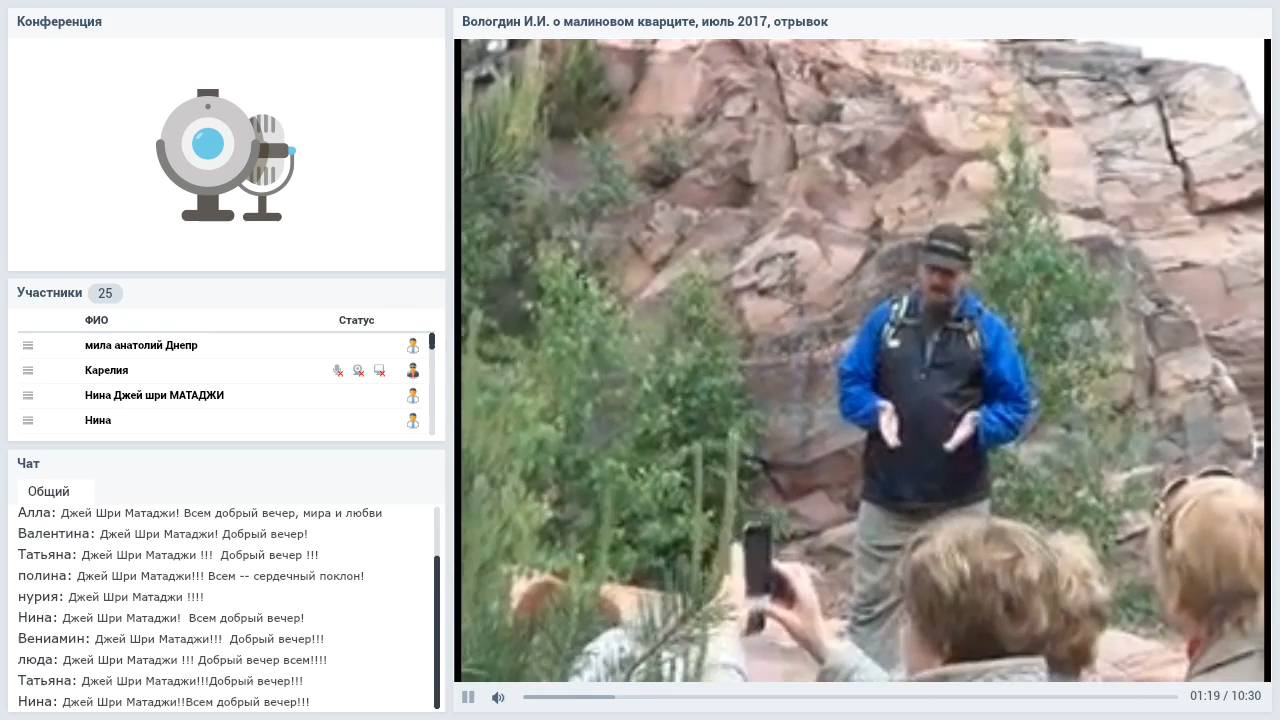 Конференция
Вологдин И.И. о малиновом кварците, июль 2017, отрывок
Участники 25
ФИО Статус
мила анатолий Днепр
Карелия
Нина Джей шри МАТАДЖИ
Нина
Чат
Общий
Алла: Джей Шри Матаджи! Всем добрый вечер, мира и любви
Валентина: Джей Шри Матаджи! Добрый вечер!
Татьяна: Джей Шри Матаджи !!!  Добрый вечер !!!
полина: Джей Шри Матаджи!!! Всем -- сердечный поклон!
нурия: Джей Шри Матаджи !!!!
Нина: Джей Шри Матаджи!  Всем добрый вечер!
Вениамин: Джей Шри Матаджи!!!  Добрый вечер!!!
люда: Джей Шри Матаджи !!! Добрый вечер всем!!!!
Татьяна: Джей Шри Матаджи!!!Добрый вечер!!!
Нина: Джей Шри Матаджи!!Всем добрый вечер!!!
01:19 / 10:30